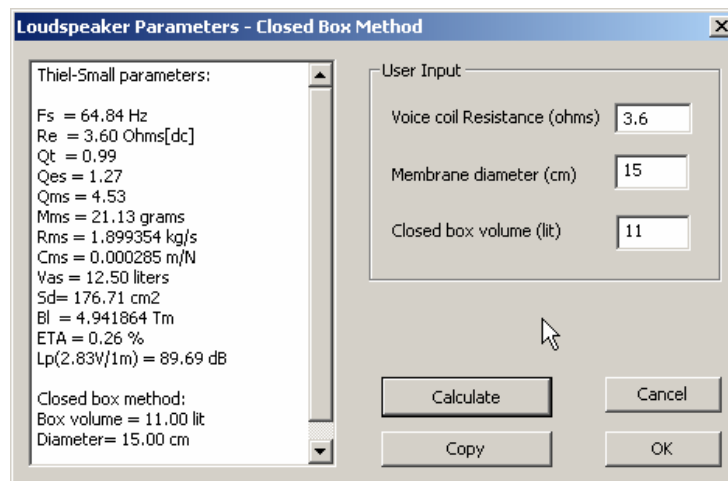 Loudspeaker Parameters - Closed Box Method
Thiel-Small parameters:
Fs = 64.84 Hz
Re = 3.60 Ohms[dc]
Qt = 0.99
Qes = 1.27
Qms = 4.53
Mms = 21.13 grams
Rms = 1.899354 kg/s
Cms = 0.000285 m/N
Vas = 12.50 liters
Sd= 176.71 cm2
Bl = 4.941864 Tm
ETA = 0.26 %
Lp(2.83V/1m) = 89.69 dB
Closed box method:
Box volume = 11.00 lit
Diameter= 15.00 cm
User Input
Voice coil Resistance (ohms) 3.6
Membrane diameter (cm) 15
Closed box volume (lit) 11
Calculate Cancel
Copy OK